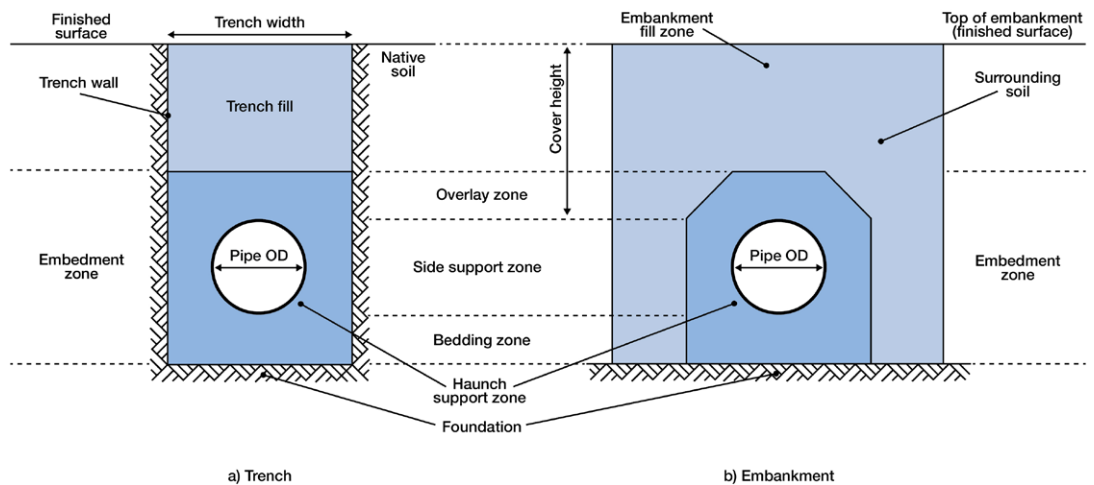 Finished
surface
Trench width
Embankment
fill zone
Top of embankment
(finished surface)
Native
soil
Trench wall
Trench fill
Cover height
Surrounding
soil
Overlay zone
Embedment
zone
Pipe OD
Side support zone
Pipe OD
Embedment
zone
Bedding zone
Haunch
support zone
Foundation
a) Trench
b) Embankment